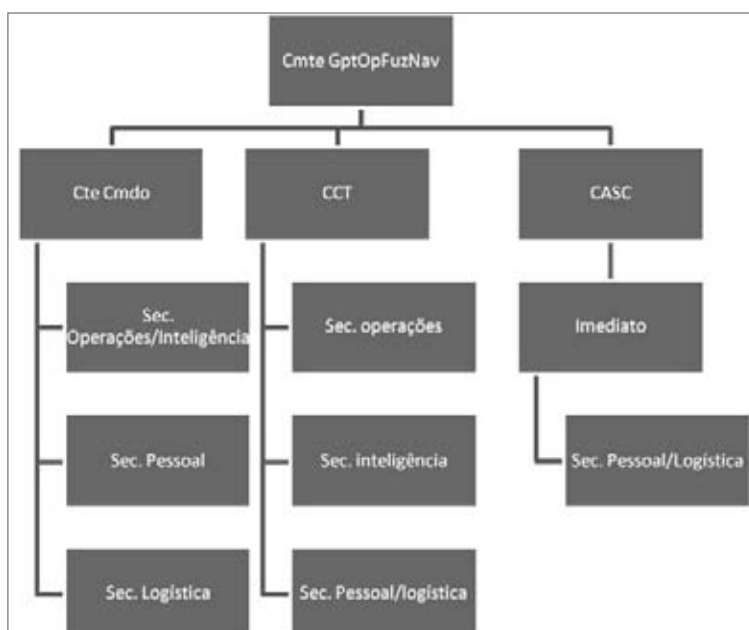 Cmte GptOpFuzNav
Cte Cmdo
CCT
CASC
Sec.
Operações/Inteligência
Sec. operações
Imediato
Sec. Pessoal
Sec. inteligência
Sec. Pessoal/Logística
Sec. Logística
Sec. Pessoal/logística